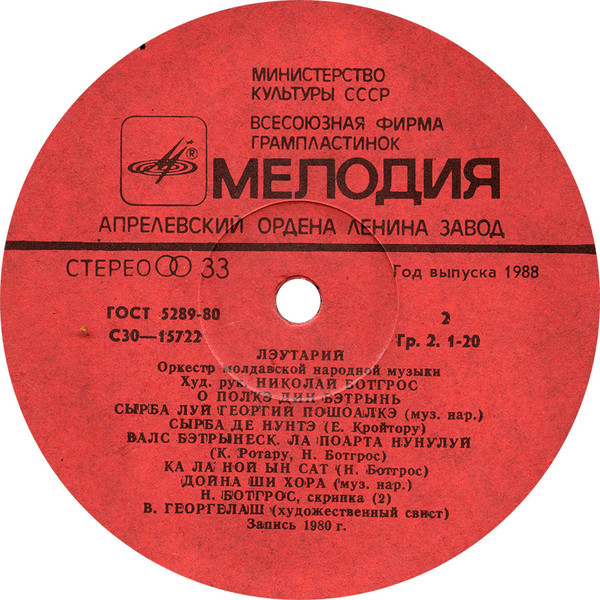 МИНИСТЕРСТВО
КУЛЬТУРЫ СССР
ВСЕСОЮЗНАЯ ФИРМА
ГРАМПЛАСТИНОК
®
МЕЛОДИЯ
АПРЕЛЕВСКИЙ ОРДЕНА ЛЕНИНА ЗАВОД
СТЕРЕО 33
Год выпуска 1988
ГОСТ 5289-80
2
С30—15722
Гр. 2. 1-20
ЛЭУТАРИЙ
Оркестр молдавской народной музыки
Худ. рук. НИКОЛАЙ БОТГРОС
О ПОЛКЭ ДИН БЭТРЫНЬ
СЫРБА ЛУЙ ГЕОРГИЙ ПОШОАЛКЭ (муз. нар.)
СЫРБА ДЕ НУНТЭ (Е. Кройтору)
ВАЛС БЭТРЫНЕСК. ЛА ПОАРТА НУНУЛУЙ
(К. Ротару, Н. Ботгрос)
КА ЛА НОЙ ЫН САТ (Н. Ботгрос)
ДОЙНА ШИ ХОРА (муз. нар.)
Н. БОТГРОС, скрипка (2)
В. ГЕОРГЕЛАШ (художественный свист)
Запись 1980 г.